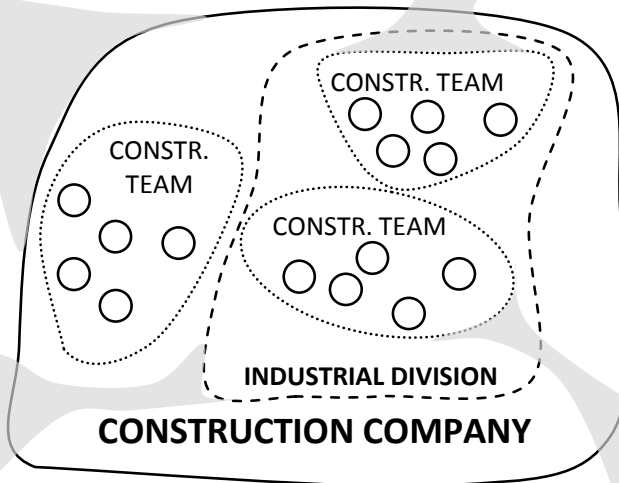 CONSTR. TEAM
CONSTR.
TEAM
CONSTR. TEAM
INDUSTRIAL DIVISION
CONSTRUCTION COMPANY